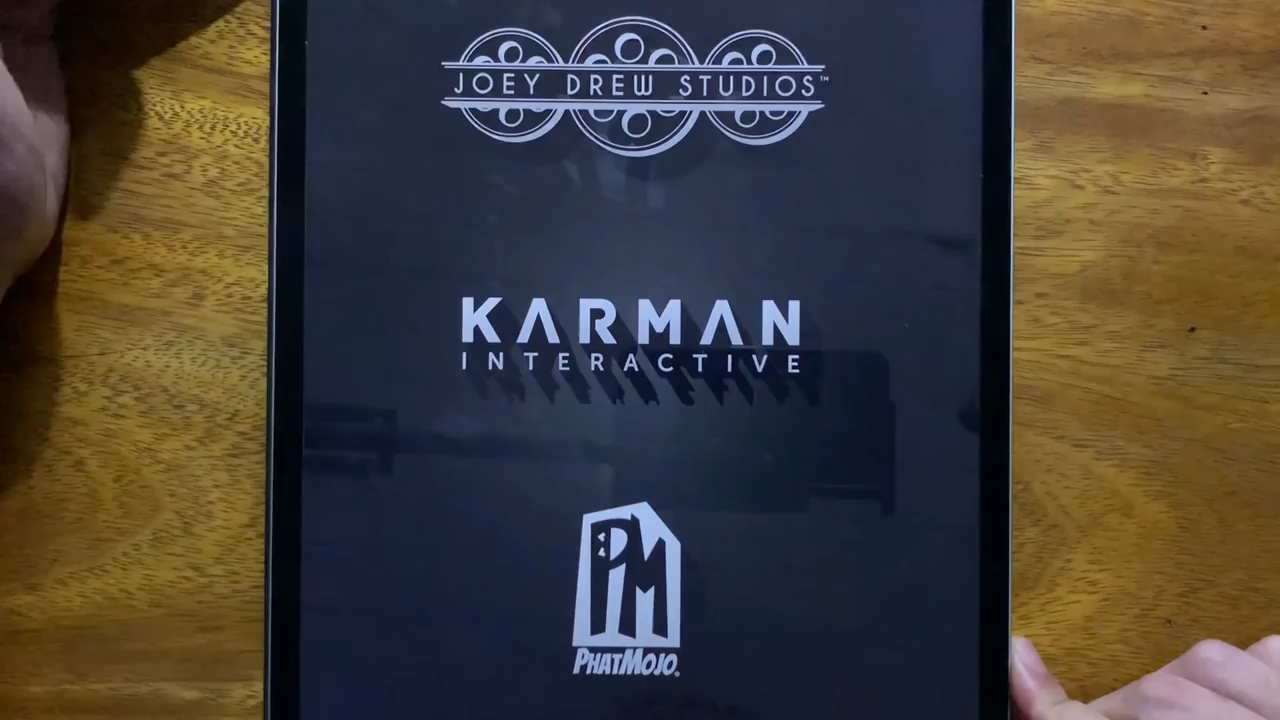 JOEY DREW STUDIOS™
KARMAN
INTERACTIVE
PM
PHATMOJO.